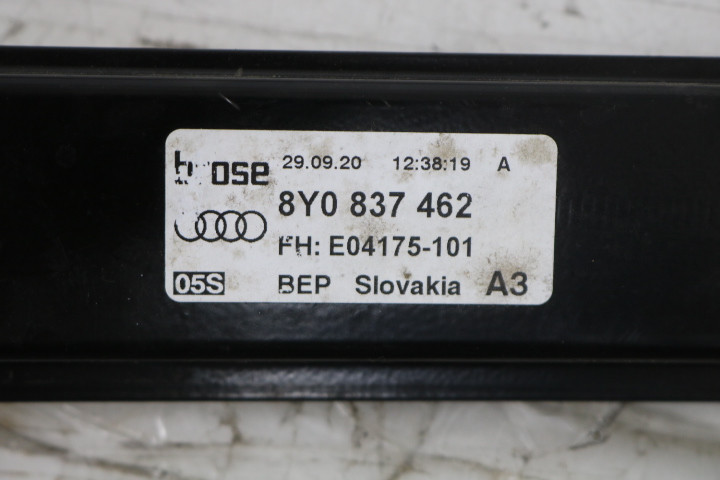 brose 29.09.20 12:38:19 A
8Y0 837 462
FH: E04175-101
05S BEP Slovakia A3